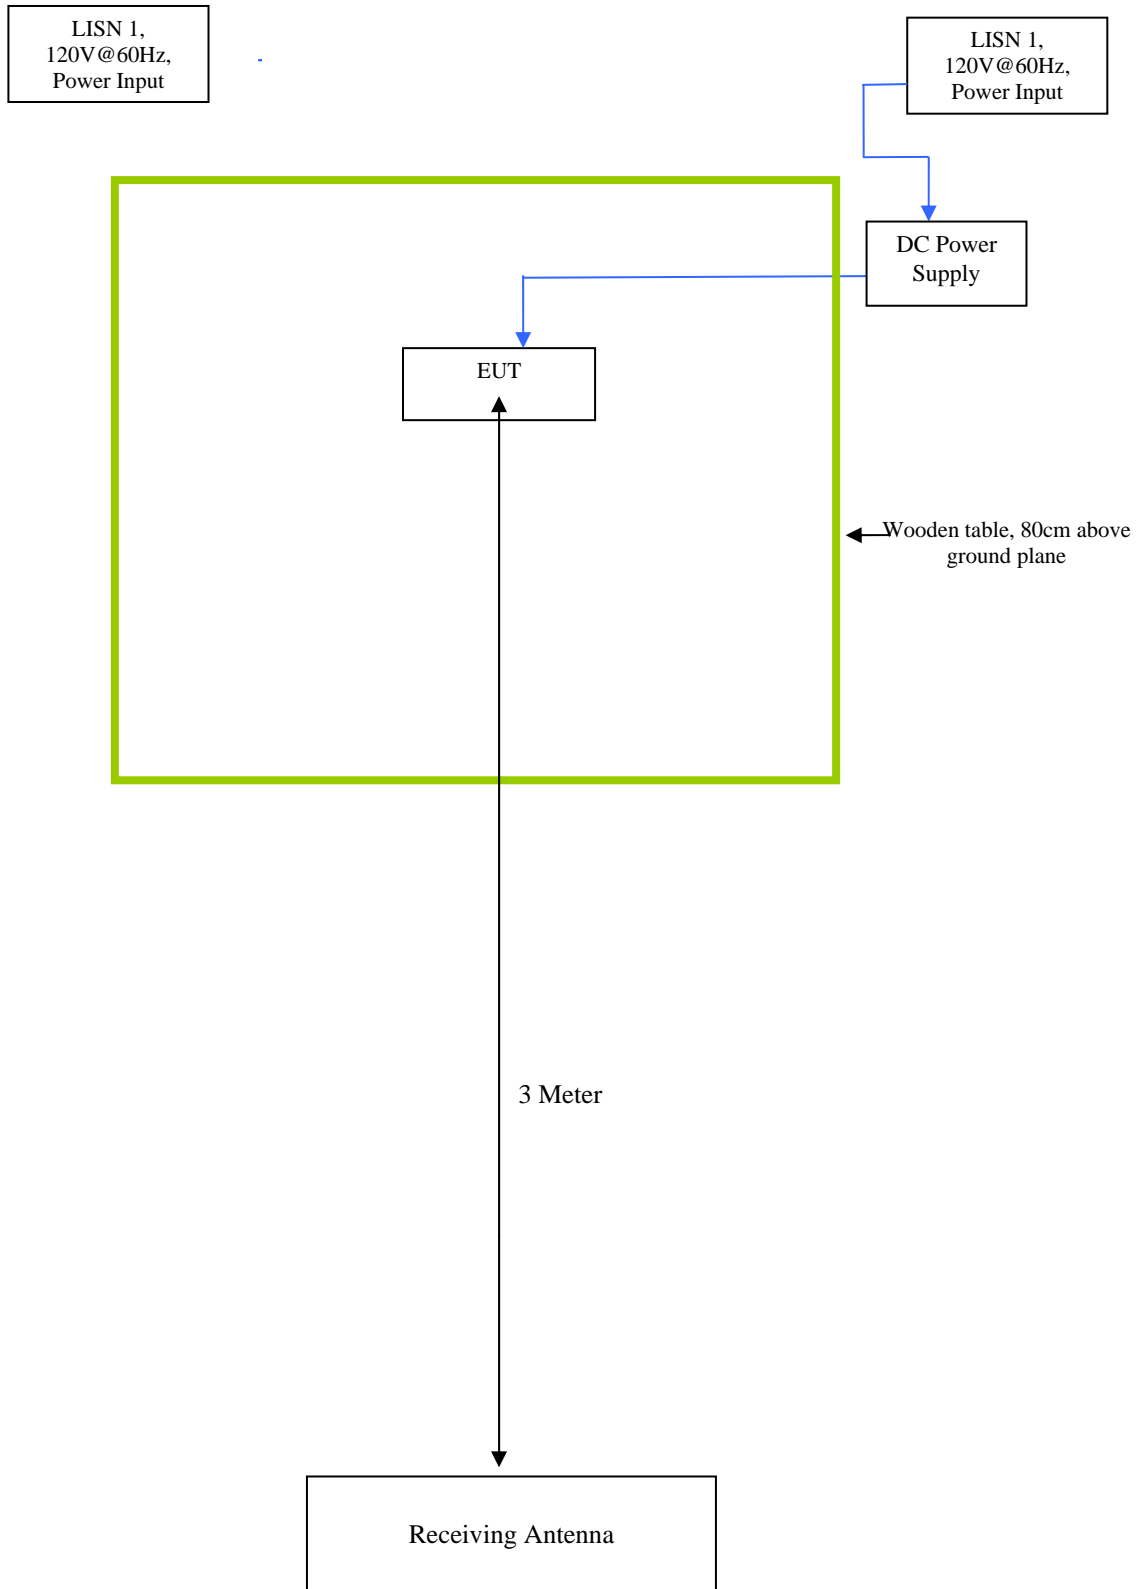 LISN 1,
120V@60Hz,
Power Input
LISN 1,
120V@60Hz,
Power Input
DC Power
Supply
EUT
Wooden table, 80cm above
ground plane
3 Meter
Receiving Antenna